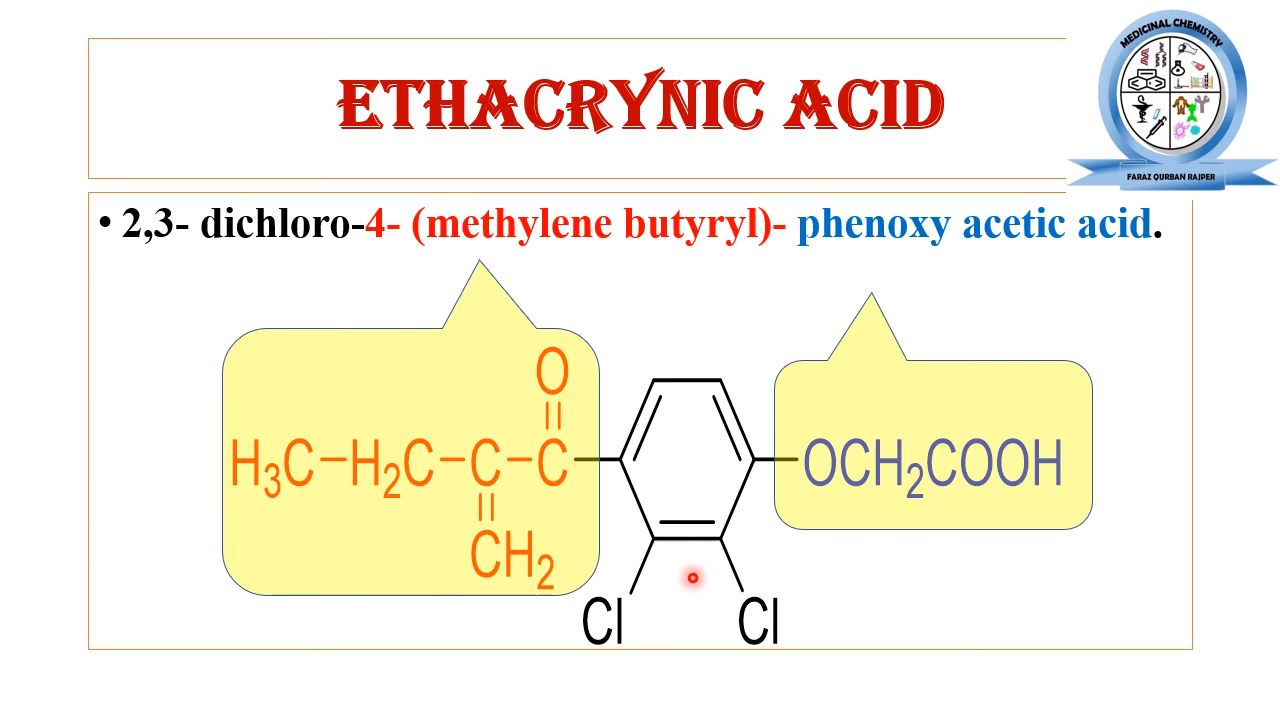 MEDICINAL CHEMISTRY
FARAZ QURBAN RAJPER
ETHACRYNIC ACID
• 2,3- dichloro-4- (methylene butyryl)- phenoxy acetic acid.
O
H3C H2C C C OCH2COOH
CH2
Cl Cl